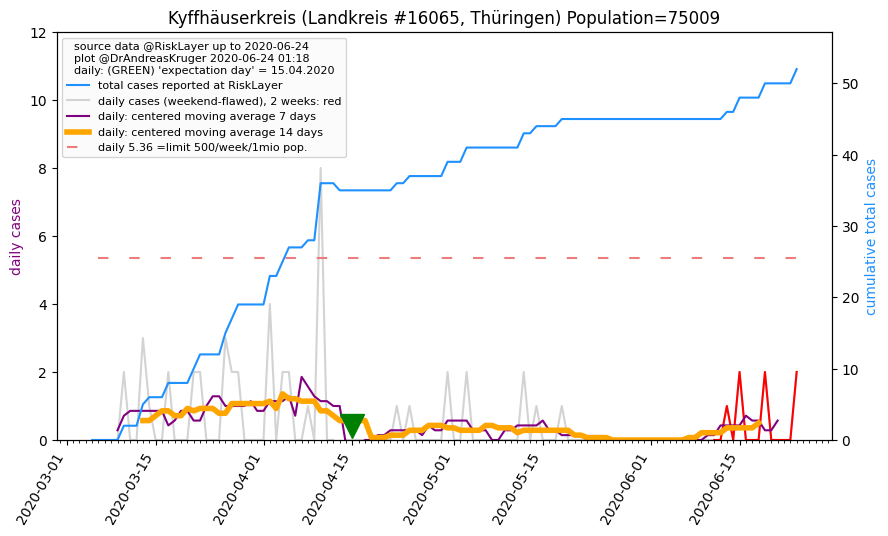 Kyffhäuserkreis (Landkreis #16065, Thüringen) Population=75009
source data @RiskLayer up to 2020-06-24
plot @DrAndreasKruger 2020-06-24 01:18
daily: (GREEN) 'expectation day' = 15.04.2020
total cases reported at RiskLayer
daily cases (weekend-flawed), 2 weeks: red
daily: centered moving average 7 days
daily: centered moving average 14 days
daily 5.36 =limit 500/week/1mio pop.
daily cases
12
10
8
6
4
2
0
cumulative total cases
50
40
30
20
10
0
2020-03-01
2020-03-15
2020-04-01
2020-04-15
2020-05-01
2020-05-15
2020-06-01
2020-06-15